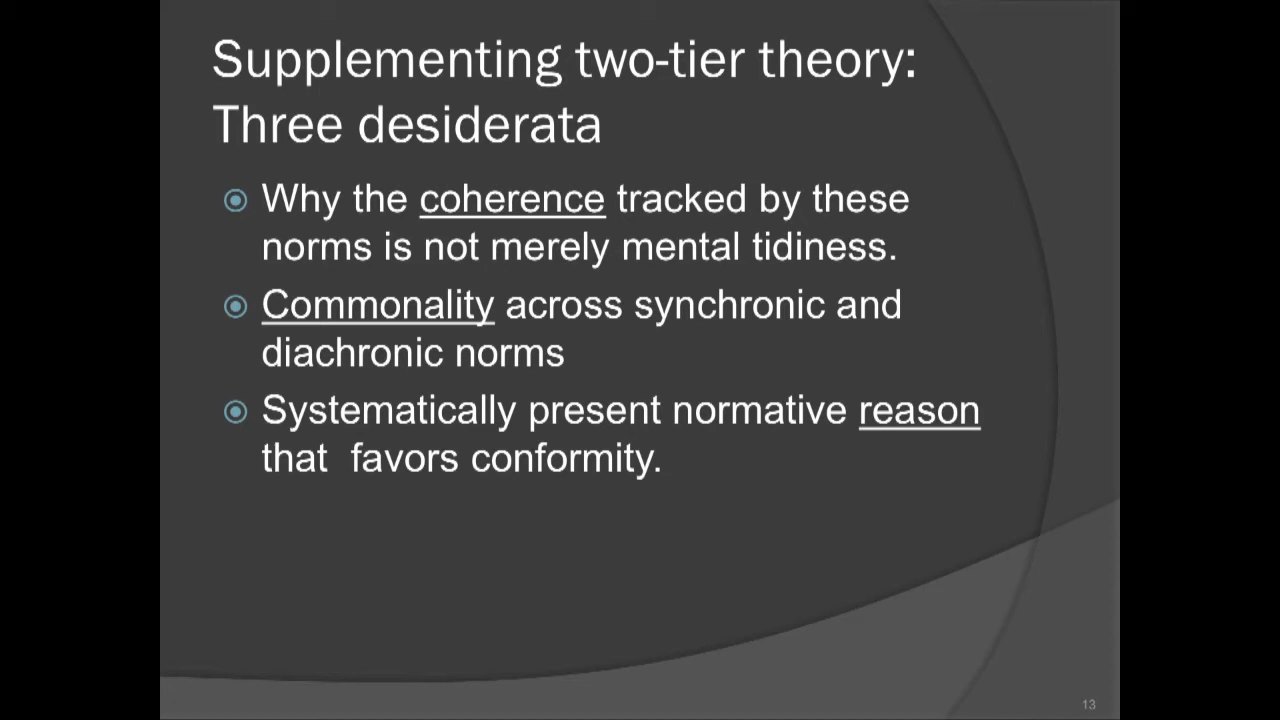 Supplementing two-tier theory:
Three desiderata
Why the coherence tracked by these
norms is not merely mental tidiness.
Commonality across synchronic and
diachronic norms
Systematically present normative reason
that  favors conformity.
13